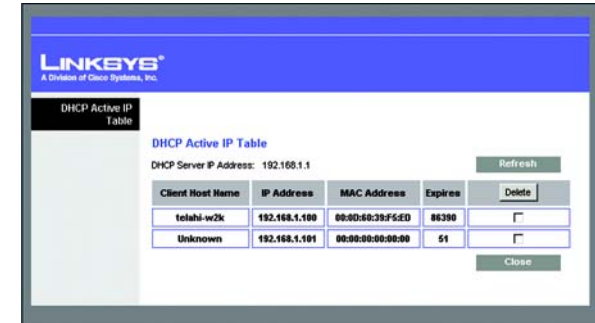 LINKSYS®
A Division of Cisco Systems, Inc.
DHCP Active IP
Table
DHCP Active IP Table
DHCP Server IP Address: 192.168.1.1
Refresh
Client Host Name IP Address MAC Address Expires Delete
telahi-w2k 192.168.1.100 00:0D:60:39:F5:ED 86390
Unknown 192.168.1.101 00:00:00:00:00:00 51
Close